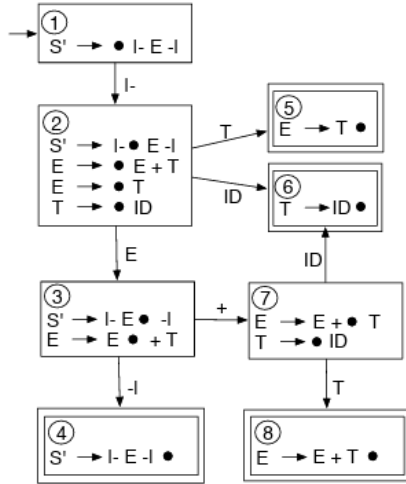 1
S' → ● I- E -I
I-
2
S' → I- ● E -I
E → ● E + T
E → ● T
T → ● ID
T
5
E → T ●
ID
6
T → ID ●
E
ID
3
S' → I- E ● -I
E → E ● + T
+
7
E → E + ● T
T → ● ID
-I
T
4
S' → I- E -I ●
8
E → E + T ●